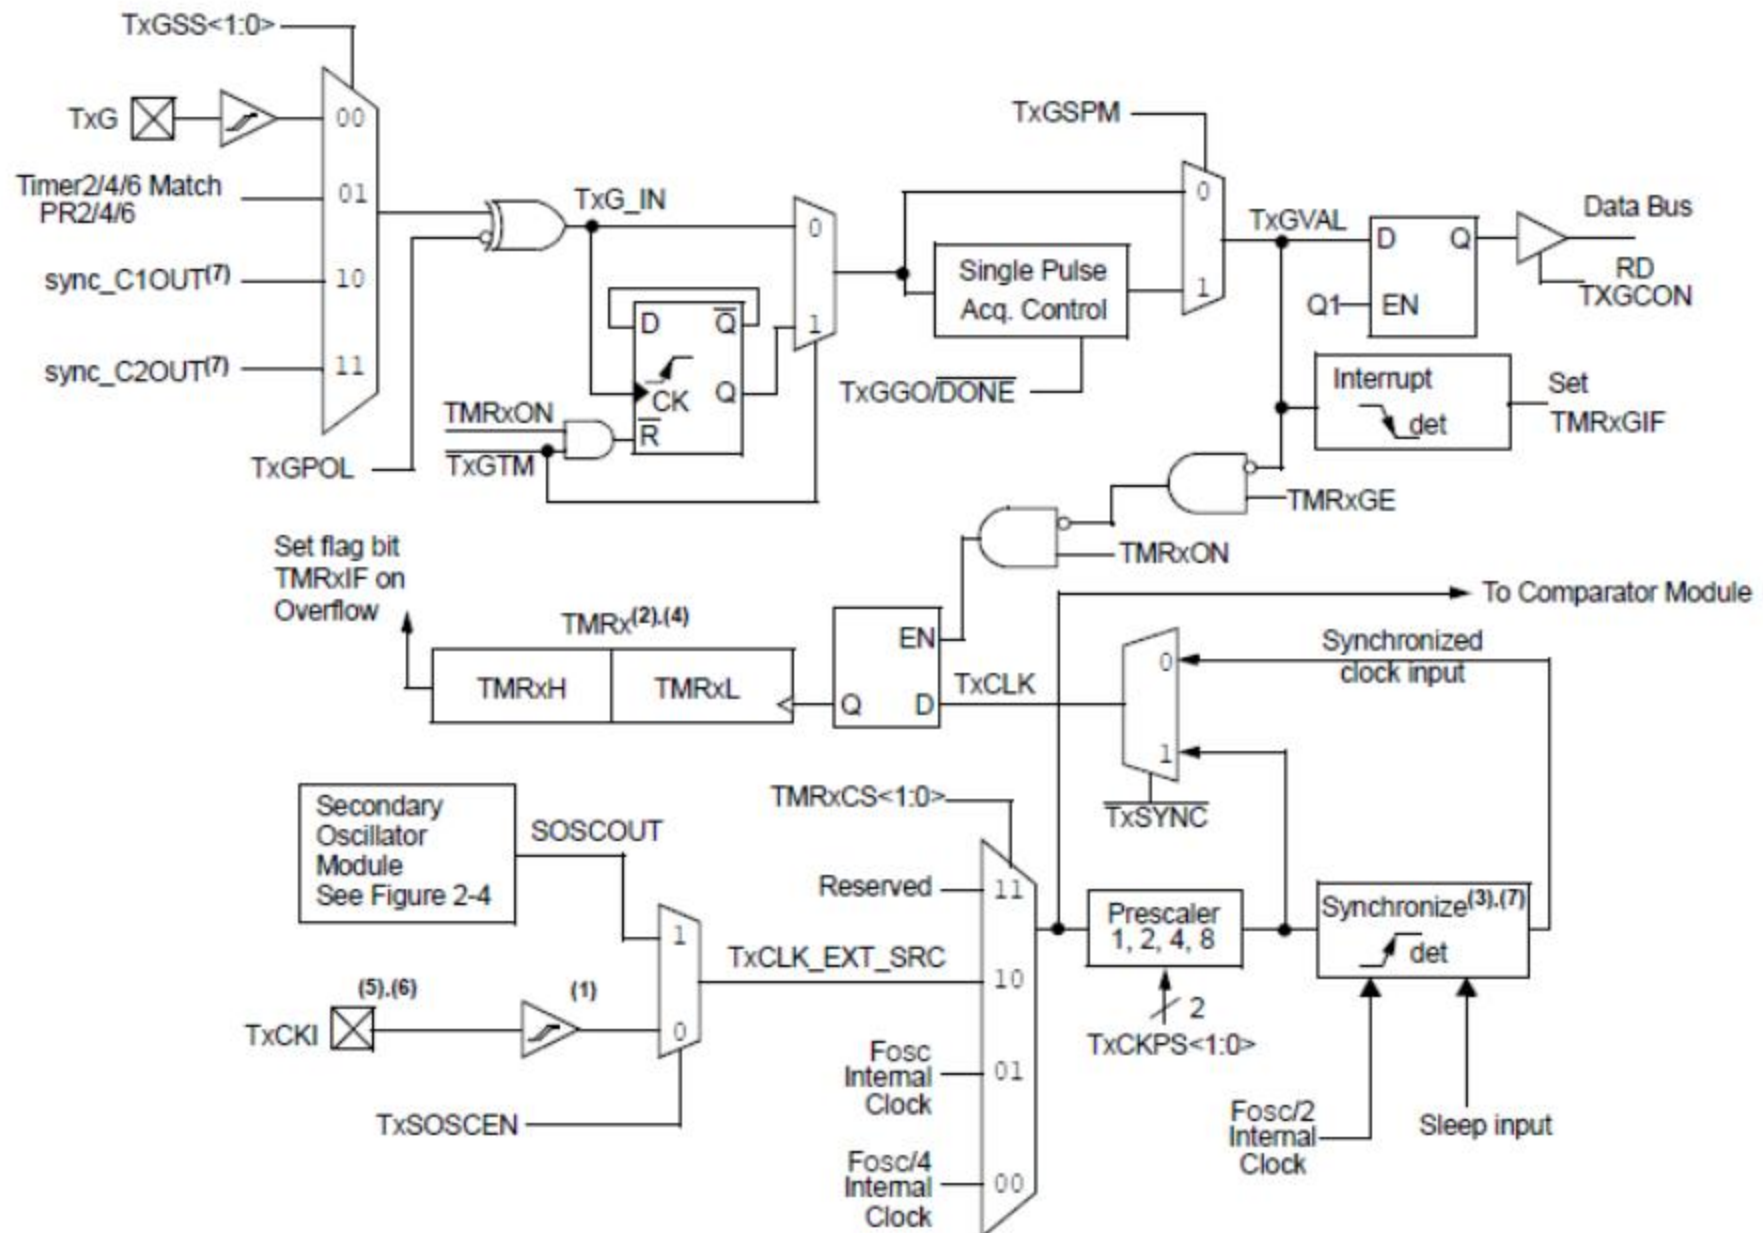 TxGSS<1:0>
TxG
00
Timer2/4/6 Match
PR2/4/6
01
sync_C1OUT(7)
10
sync_C2OUT(7)
11
TxGPOL
TxG_IN
0
1
D
Q
CK
Q
R
TMRxON
TxGTM
TxGSPM
0
1
Single Pulse
Acq. Control
TxGGO/DONE
TxGVAL
D
Q
Q1
EN
Data Bus
RD
TXGCON
Interrupt
det
Set
TMRxGIF
TMRxGE
TMRxON
To Comparator Module
Set flag bit
TMRxIF on
Overflow
TMRx(2),(4)
TMRxH
TMRxL
EN
Q
D
TxCLK
0
1
Synchronized
clock input
TxSYNC
Secondary
Oscillator
Module
See Figure 2-4
SOSCOUT
1
0
TxCLK_EXT_SRC
(5),(6)
(1)
TxCKI
TxSOSCEN
TMRxCS<1:0>
Reserved
11
10
Fosc
Internal
Clock
01
Fosc/4
Internal
Clock
00
Prescaler
1, 2, 4, 8
2
TxCKPS<1:0>
Synchronize(3),(7)
det
Fosc/2
Internal
Clock
Sleep input